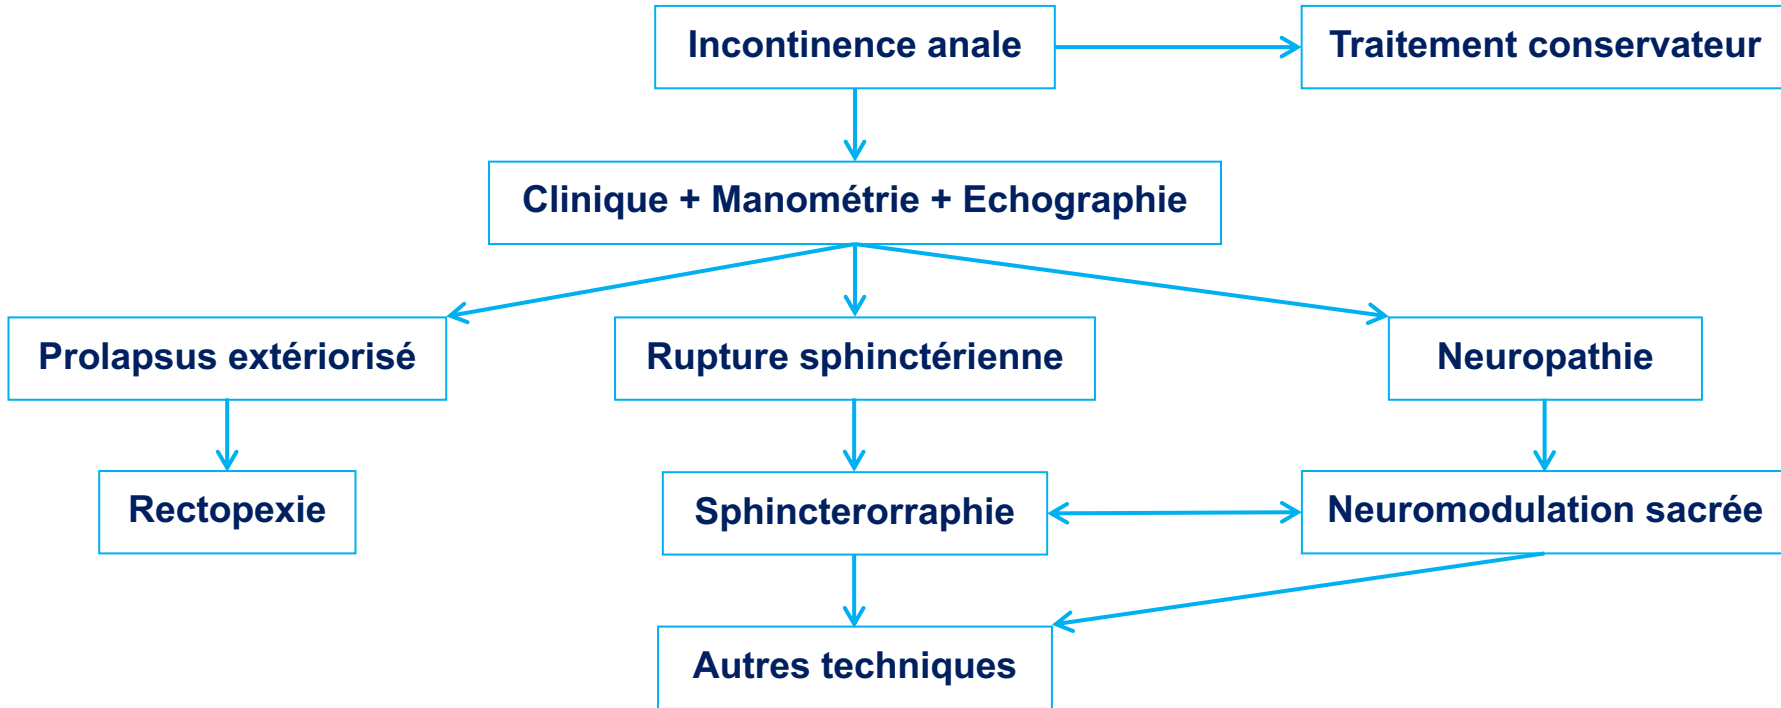 Incontinence anale
Traitement conservateur
Clinique + Manométrie + Echographie
Prolapsus extériorisé
Rupture sphinctérienne
Neuropathie
Rectopexie
Sphincterorraphie
Neuromodulation sacrée
Autres techniques